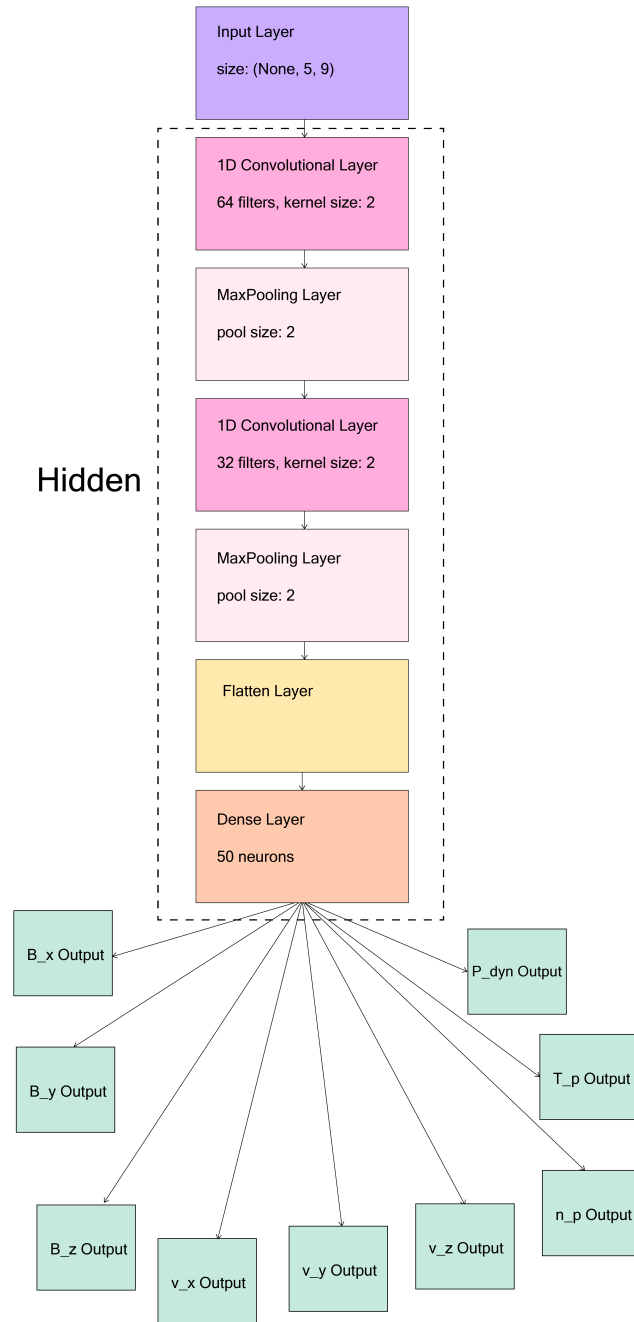 Input Layer
size: (None, 5, 9)
1D Convolutional Layer
64 filters, kernel size: 2
MaxPooling Layer
pool size: 2
1D Convolutional Layer
32 filters, kernel size: 2
Hidden
MaxPooling Layer
pool size: 2
Flatten Layer
Dense Layer
50 neurons
B_x Output
P_dyn Output
B_y Output
T_p Output
B_z Output
v_x Output
v_y Output
v_z Output
n_p Output